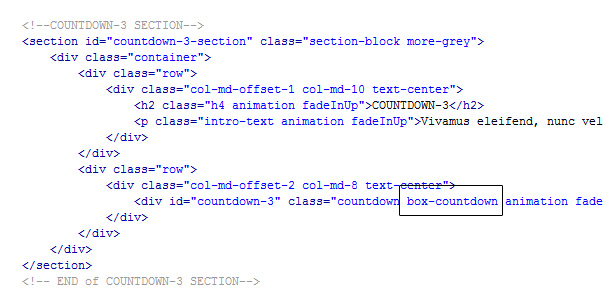 <!--COUNTDOWN-3 SECTION-->
<section id="countdown-3-section" class="section-block more-grey">
<div class="container">
<div class="row">
<div class="col-md-offset-1 col-md-10 text-center">
<h2 class="h4 animation fadeInUp">COUNTDOWN-3</h2>
<p class="intro-text animation fadeInUp">Vivamus eleifend, nunc vel
</div>
</div>
<div class="row">
<div class="col-md-offset-2 col-md-8 text-center">
<div id="countdown-3" class="countdown box-countdown animation fade
</div>
</div>
</div>
</section>
<!-- END of COUNTDOWN-3 SECTION-->